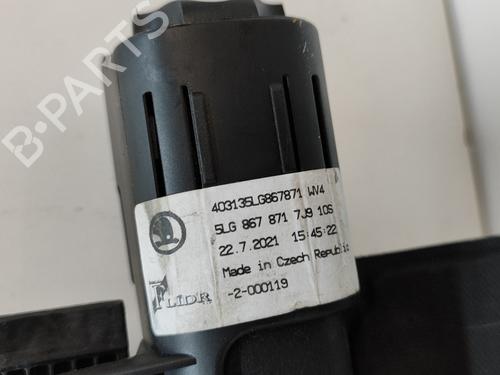 B-PARTS
403135LG867871 WV4
5LG 867 871 7J9 10S
22.7.2021 15:45:22
Made in Czech Republic
FLIDR
-2-000119